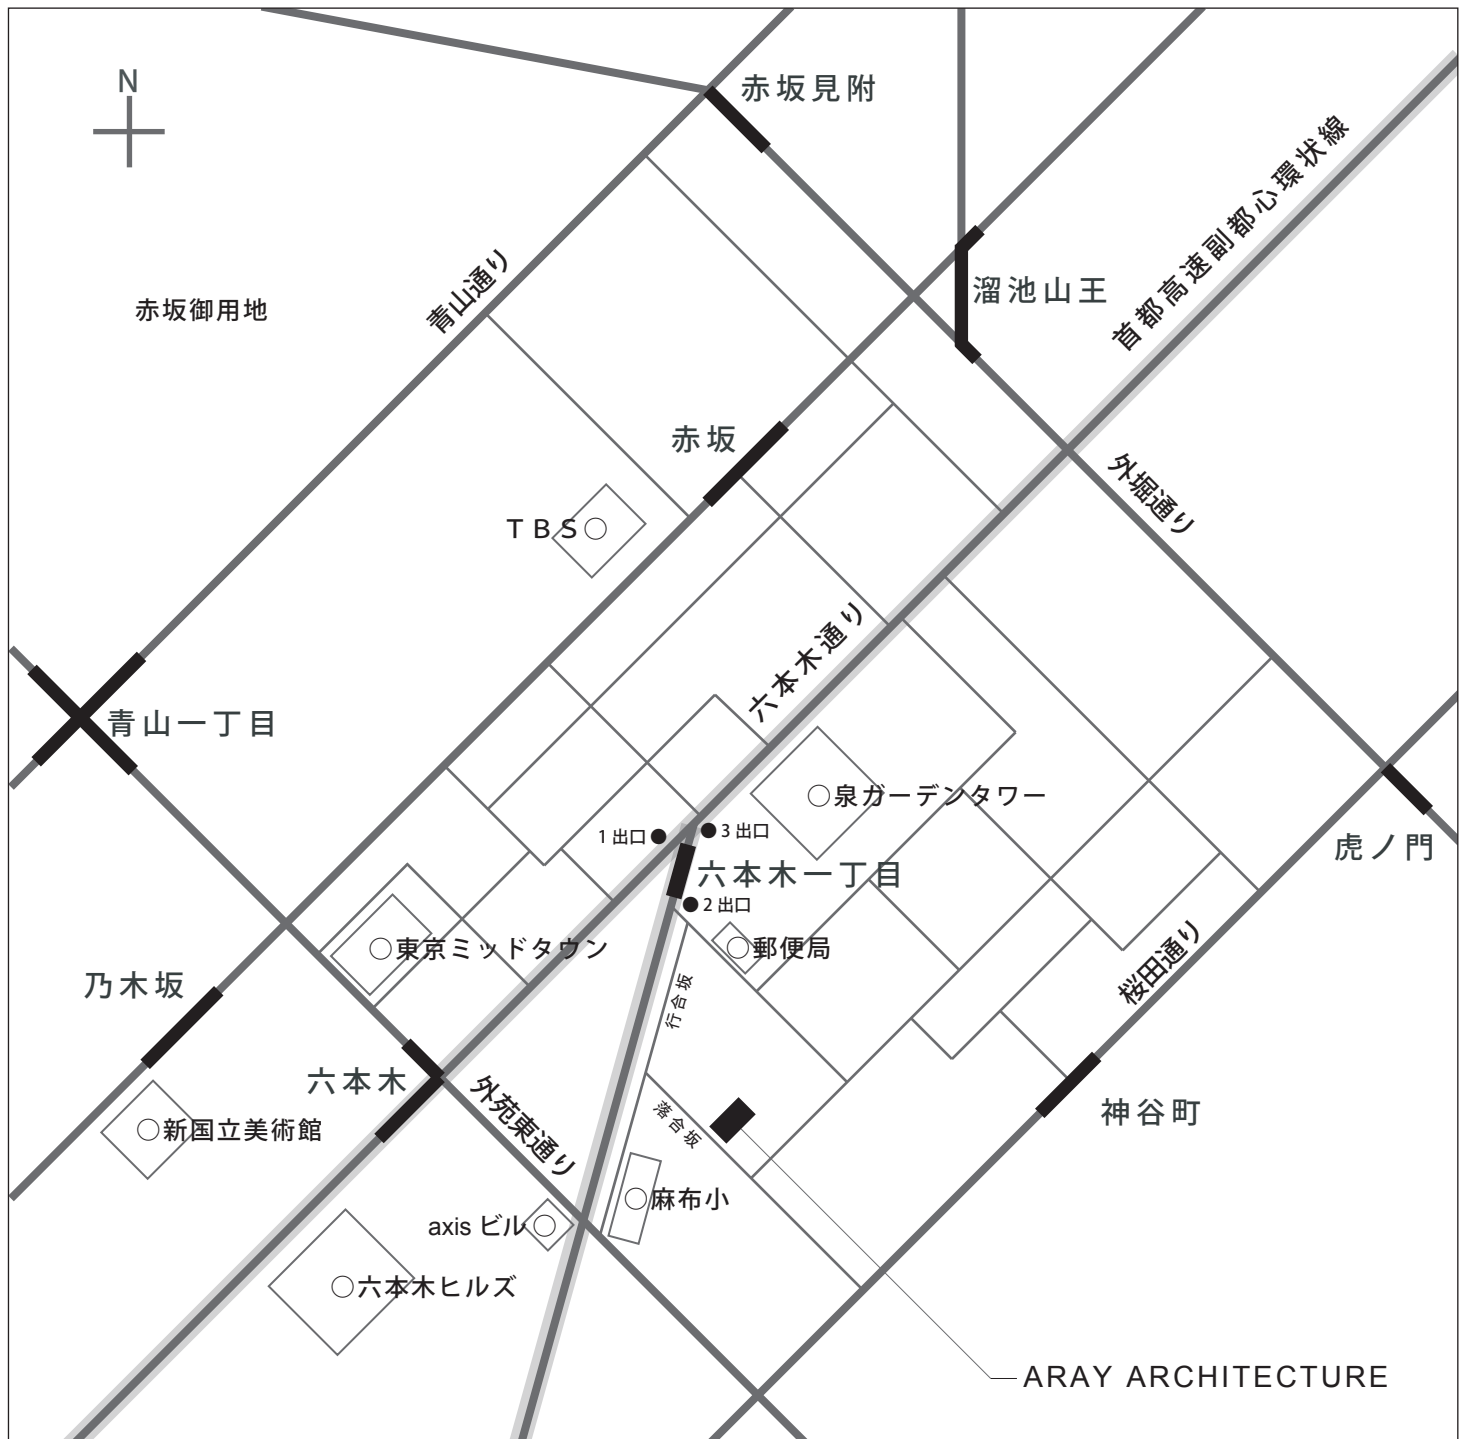 N
赤坂見附
首都高速副都心環状線
青山通り
溜池山王
赤坂御用地
赤坂
外堀通り
TBS
六本木通り
青山一丁目
泉ガーデンタワー
1 出口
3 出口
虎ノ門
六本木一丁目
2 出口
東京ミッドタウン
郵便局
桜田通り
乃木坂
行合坂
六本木
外苑東通り
落合坂
神谷町
新国立美術館
麻布小
axis ビル
六本木ヒルズ
ARAY ARCHITECTURE